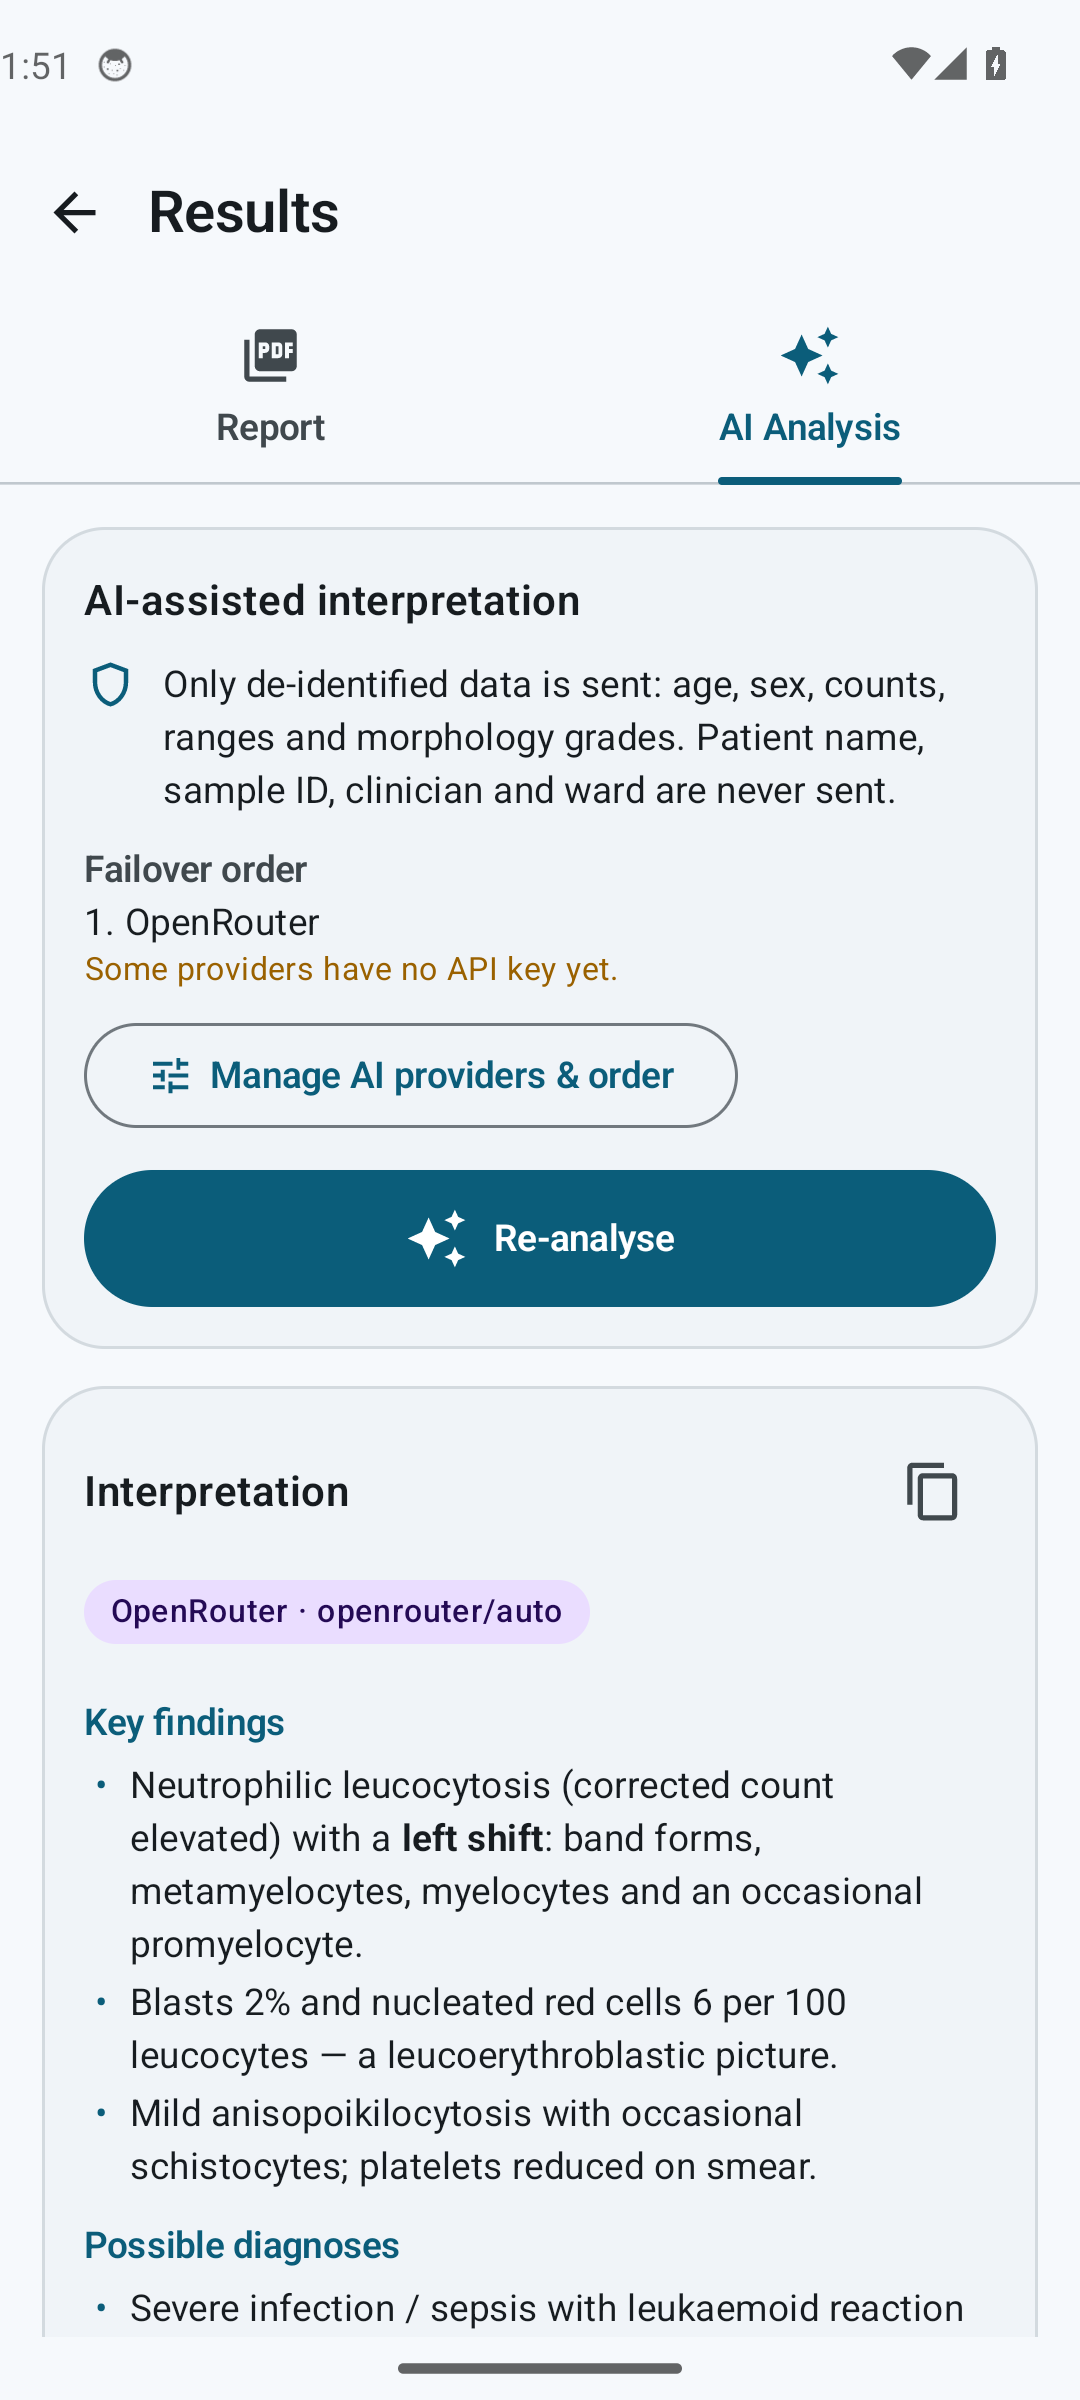 1:51
Results
PDF
Report
AI Analysis
AI-assisted interpretation
Only de-identified data is sent: age, sex, counts,
ranges and morphology grades. Patient name,
sample ID, clinician and ward are never sent.
Failover order
1. OpenRouter
Some providers have no API key yet.
Manage AI providers & order
Re-analyse
Interpretation
OpenRouter · openrouter/auto
Key findings
• Neutrophilic leucocytosis (corrected count
elevated) with a left shift: band forms,
metamyelocytes, myelocytes and an occasional
promyelocyte.
• Blasts 2% and nucleated red cells 6 per 100
leucocytes — a leucoerythroblastic picture.
• Mild anisopoikilocytosis with occasional
schistocytes; platelets reduced on smear.
Possible diagnoses
• Severe infection / sepsis with leukaemoid reaction